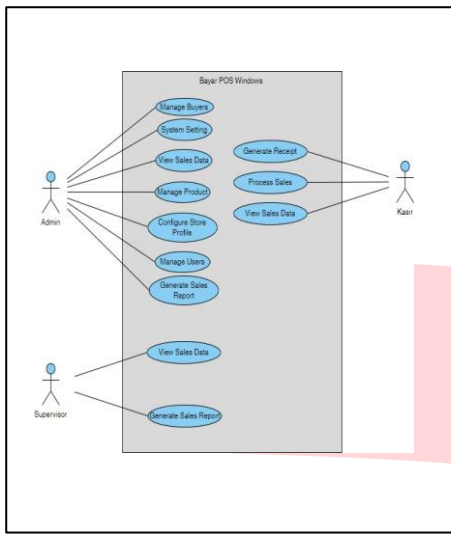 Bayar POS Windows
Manage Buyers
System Setting
View Sales Data
Manage Product
Configure Store
Profile
Manage Users
Generate Sales
Report
Generate Receipt
Process Sales
View Sales Data
Admin
Kasir
View Sales Data
Generate Sales Report
Supervisor